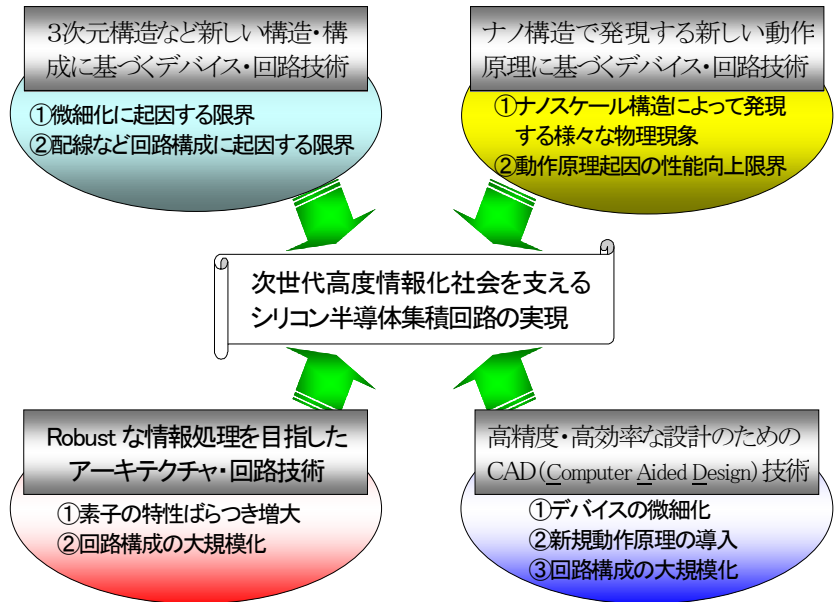 3次元構造など新しい構造・構
成に基づくデバイス・回路技術
①微細化に起因する限界
②配線など回路構成に起因する限界
ナノ構造で発現する新しい動作
原理に基づくデバイス・回路技術
①ナノスケール構造によって発現
する様々な物理現象
②動作原理起因の性能向上限界
次世代高度情報化社会を支える
シリコン半導体集積回路の実現
Robust な情報処理を目指した
アーキテクチャ・回路技術
①素子の特性ばらつき増大
②回路構成の大規模化
高精度・高効率な設計のための
CAD(Computer Aided Design) 技術
①デバイスの微細化
②新規動作原理の導入
③回路構成の大規模化